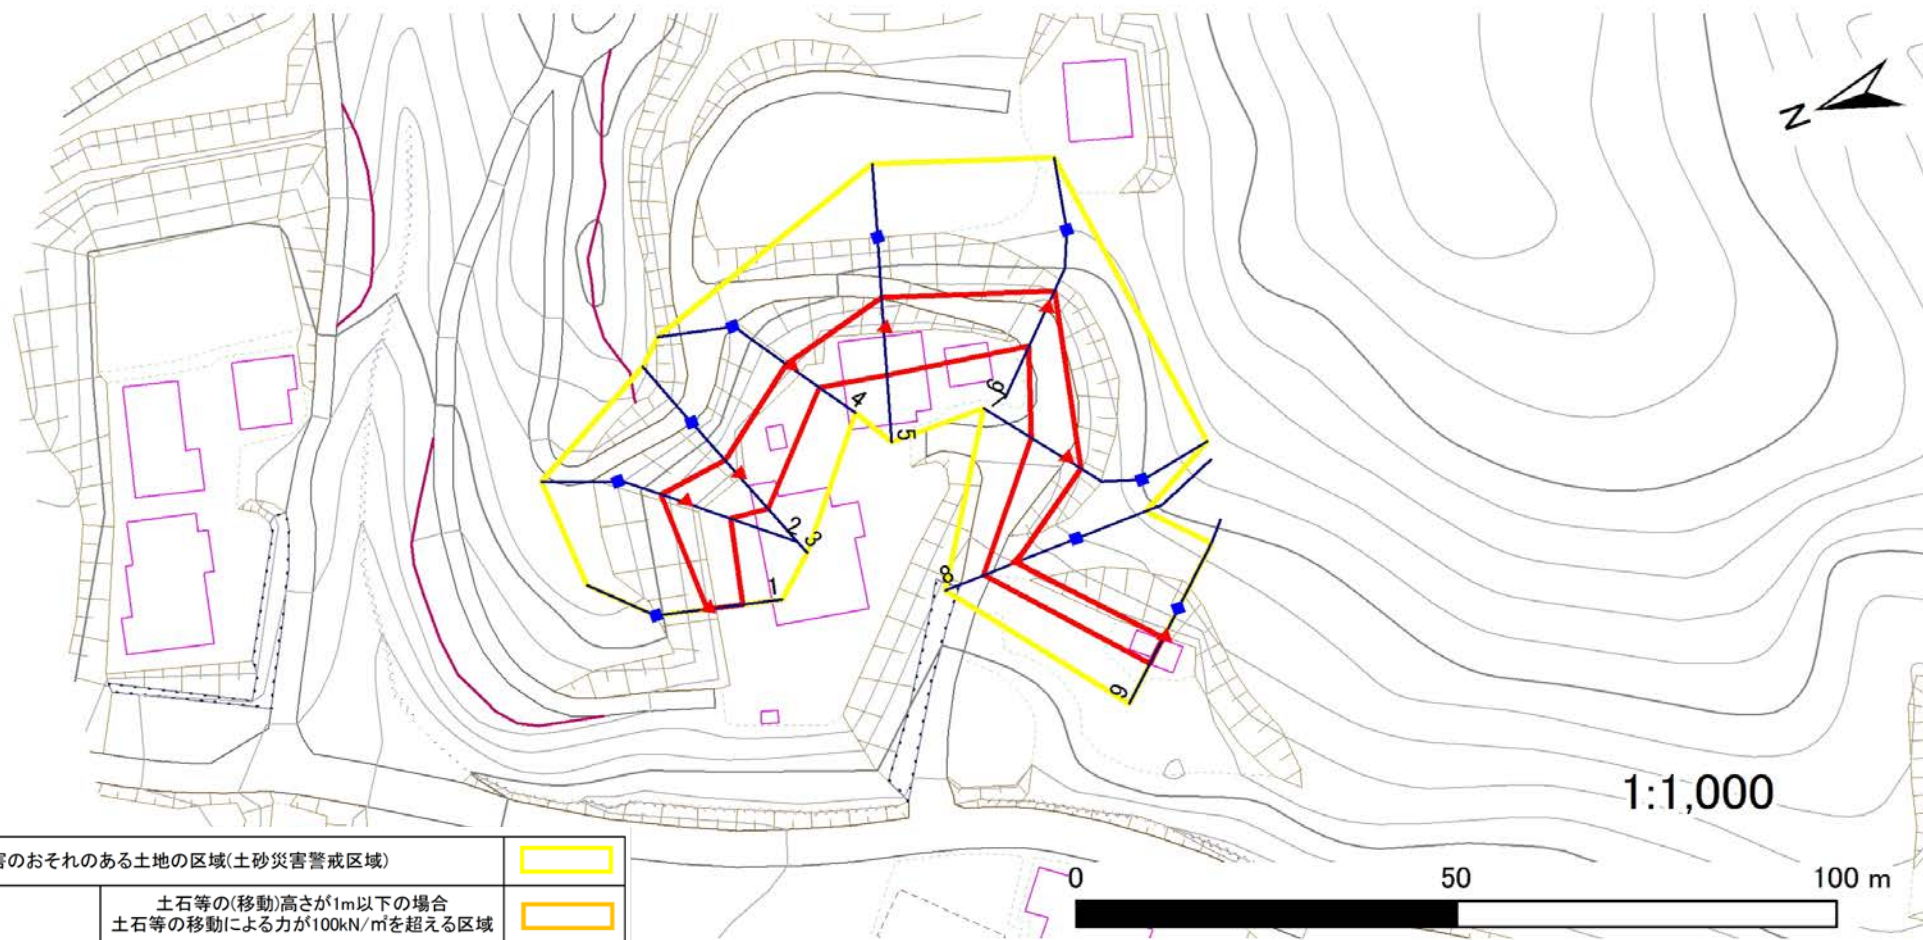 N
4
5
6
7
2
3
1
8
9
1:1,000
0 50 100 m
害のおそれのある土地の区域(土砂災害警戒区域)
土石等の(移動)高さが1m以下の場合
土石等の移動による力が100kN/㎡を超える区域